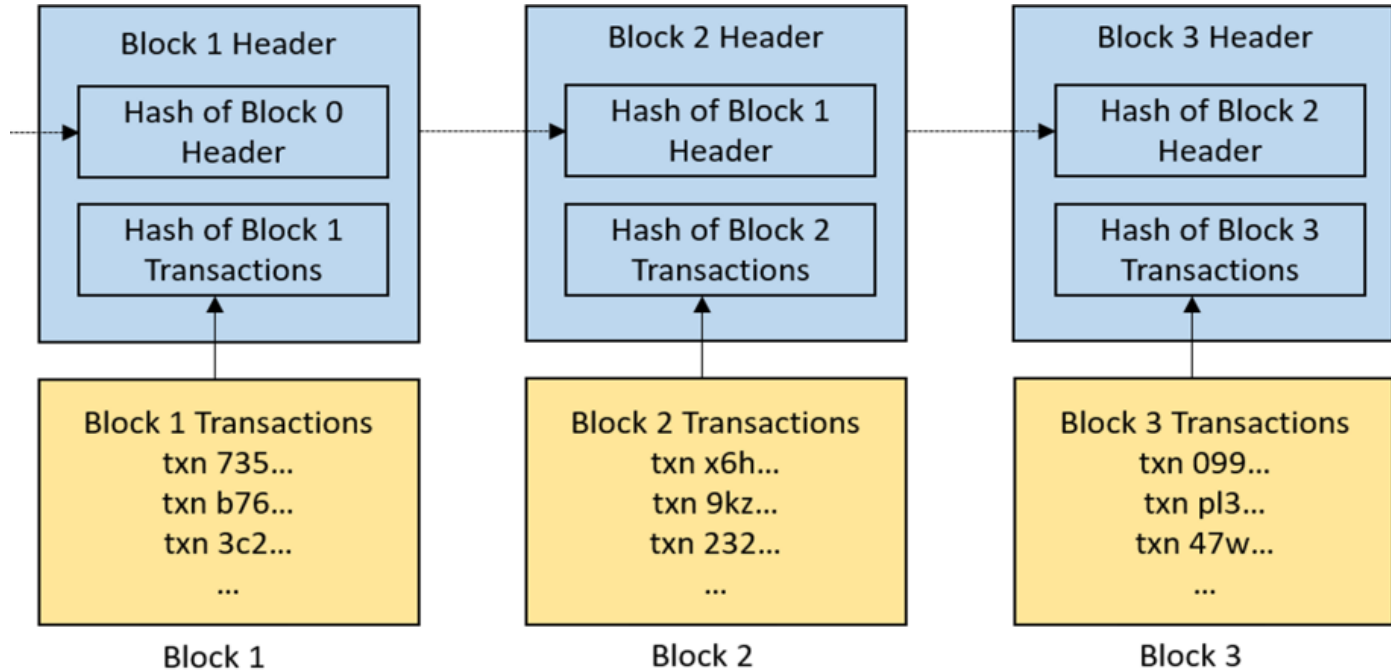 Block 1 Header
Hash of Block 0
Header
Hash of Block 1
Transactions
Block 1 Transactions
txn 735...
txn b76...
txn 3c2...
...
Block 1
Block 2 Header
Hash of Block 1
Header
Hash of Block 2
Transactions
Block 2 Transactions
txn x6h...
txn 9kz...
txn 232...
...
Block 2
Block 3 Header
Hash of Block 2
Header
Hash of Block 3
Transactions
Block 3 Transactions
txn 099...
txn pl3...
txn 47w...
...
Block 3